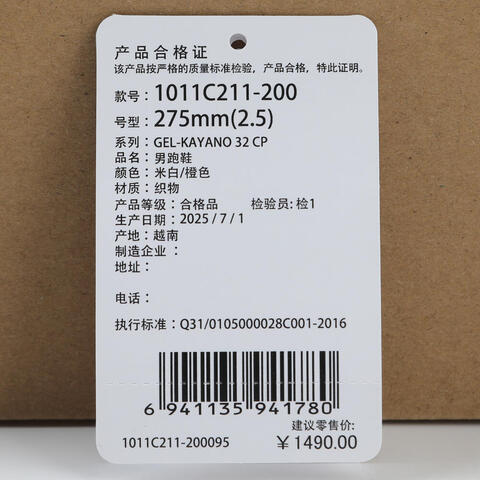 产品合格证
该产品按严格的质量标准检验，产品合格，特此证明。
款号：1011C211-200
号型：275mm(2.5)
系列：GEL-KAYANO 32 CP
品名：男跑鞋
颜色：米白/橙色
材质：织物
产品等级：合格品 检验员: 检1
生产日期：2025 / 7 / 1
产地：越南
制造企业 ：
地址：
电话：
执行标准：Q31/0105000028C001-2016
6 941135 941780
建议零售价:
1011C211-200095 ￥1490.00